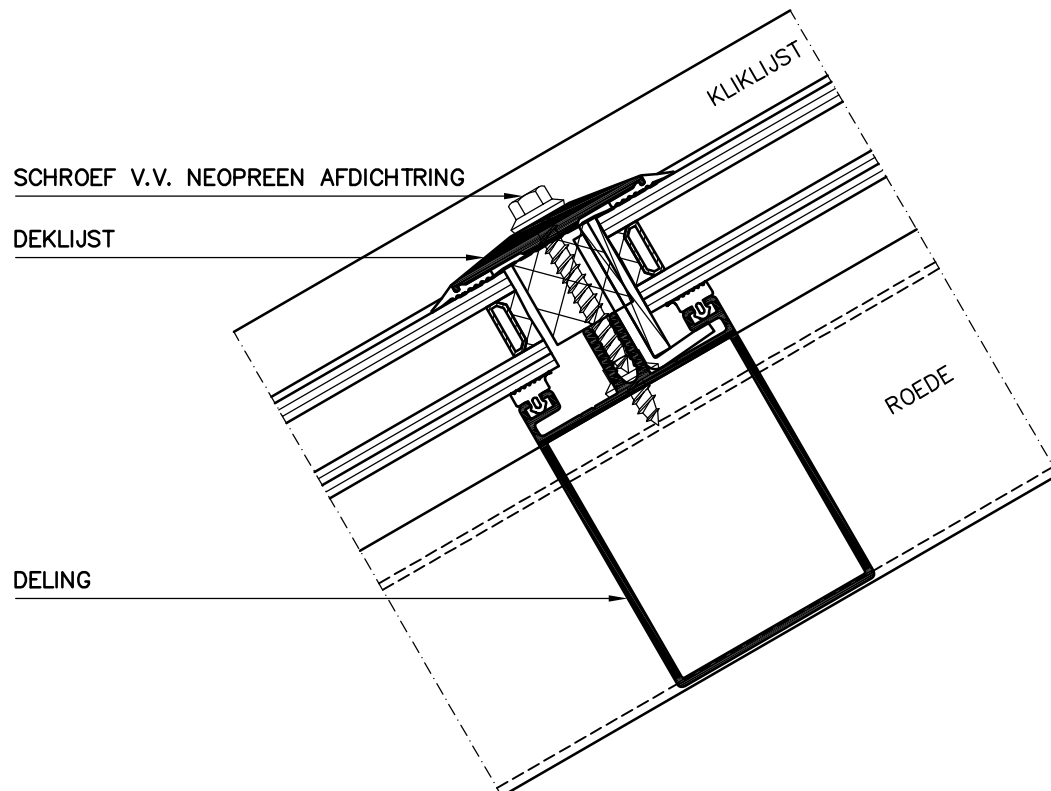 KLIKLIJST
SCHROEF V.V. NEOPREEN AFDICHTRING
DEKLIJST
ROEDE
DELING